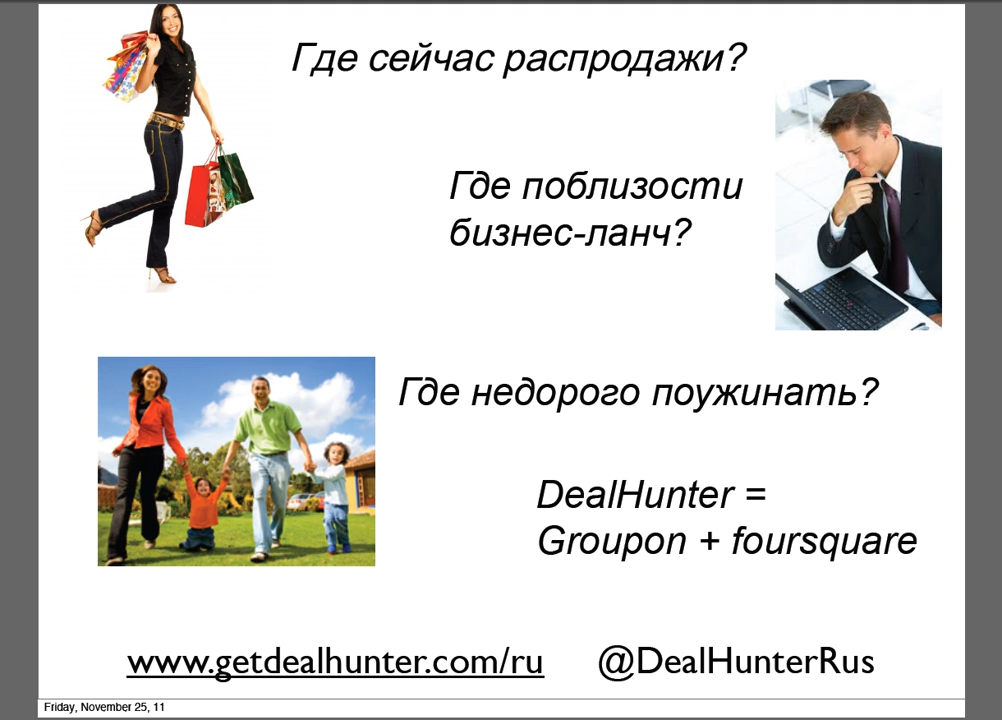 Где сейчас распродажи?
Где поблизости
бизнес-ланч?
Где недорого поужинать?
DealHunter =
Groupon + foursquare
www.getdealhunter.com/ru @DealHunterRus
Friday, November 25, 11